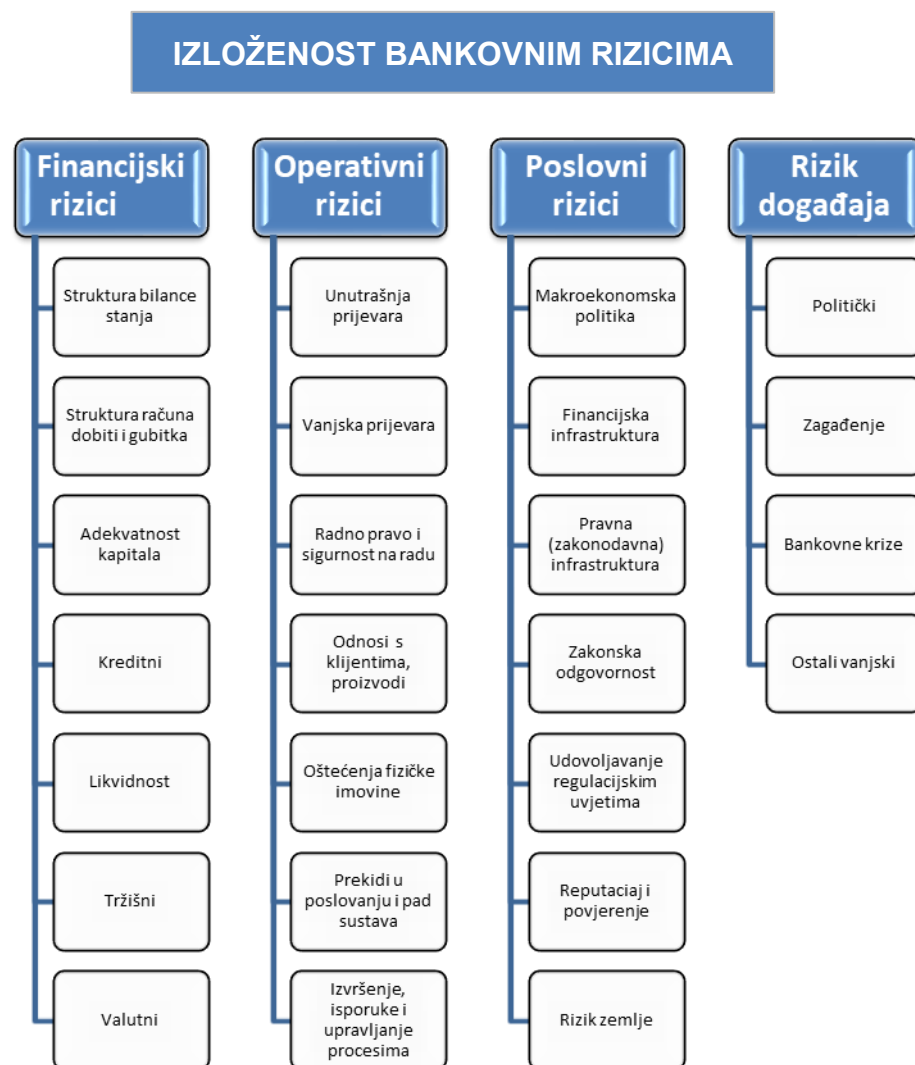 IZLOŽENOST BANKOVNIM RIZICIMA
Financijski
rizici
Struktura bilance
stanja
Struktura računa
dobiti i gubitka
Adekvatnost
kapitala
Kreditni
Likvidnost
Tržišni
Valutni
Operativni
rizici
Unutrašnja
prijevara
Vanjska prijevara
Radno pravo i
sigurnost na radu
Odnosi s
klijentima,
proizvodi
Oštećenja fizičke
imovine
Prekidi u
poslovanju i pad
sustava
Izvršenje,
isporuke i
upravljanje
procesima
Poslovni
rizici
Makroekonomska
politika
Financijska
infrastruktura
Pravna
(zakonodavna)
infrastruktura
Zakonska
odgovornost
Udovoljavanje
regulacijskim
uvjetima
Reputaciaj i
povjerenje
Rizik zemlje
Rizik
događaja
Politički
Zagađenje
Bankovne krize
Ostali vanjski